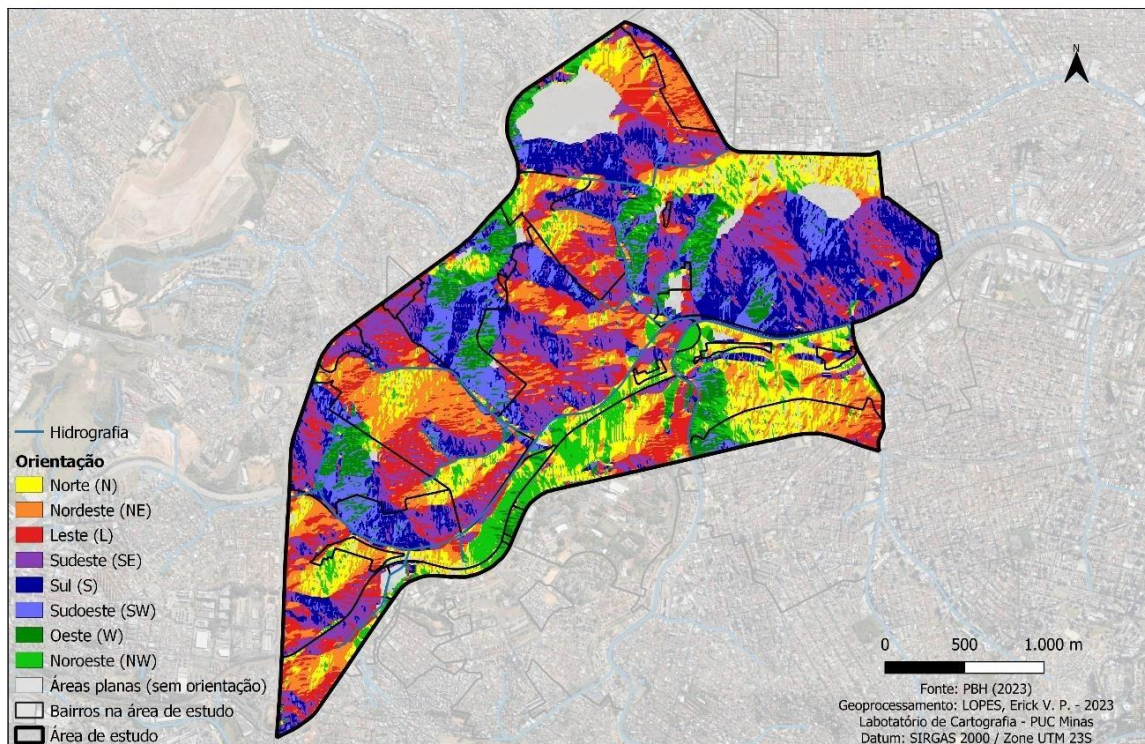 N
Hidrografia
Orientação
Norte (N)
Nordeste (NE)
Leste (L)
Sudeste (SE)
Sul (S)
Sudoeste (SW)
Oeste (W)
Noroeste (NW)
Áreas planas (sem orientação)
Bairros na área de estudo
Área de estudo
0 500 1.000 m
Fonte: PBH (2023)
Geoprocessamento: LOPES, Erick V. P. - 2023
Labotatório de Cartografia - PUC Minas
Datum: SIRGAS 2000 / Zone UTM 23S